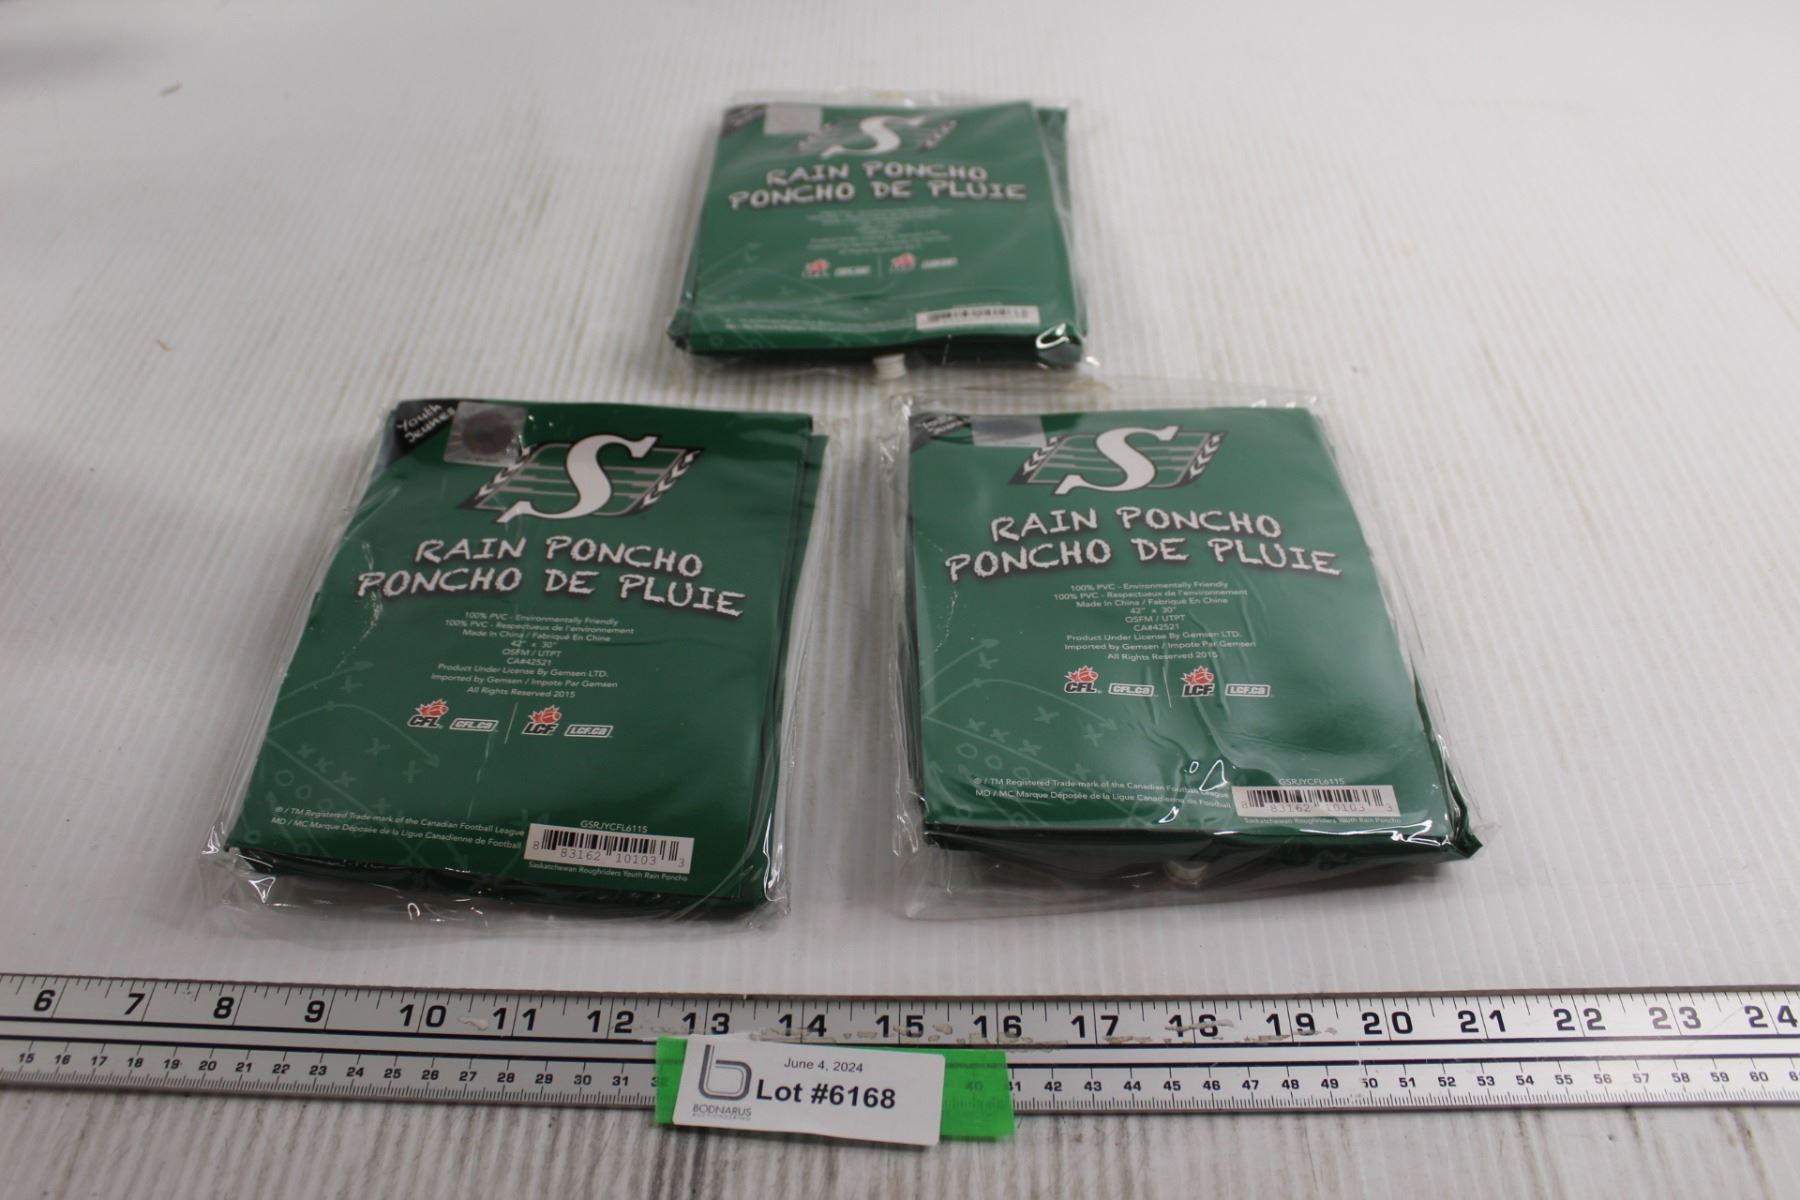 S
RAIN PONCHO
PONCHO DE PLUIE
Youth
Jeunes
S
RAIN PONCHO
PONCHO DE PLUIE
100% PVC - Environmentally Friendly
100% PVC - Respectueux de l'environnement
Made In China / Fabriqué En Chine
42" x 30"
OSFM / UTPT
CA#42521
Product Under License By Gemsen LTD.
Imported by Gemsen / Impote Par Gemsen
All Rights Reserved 2015
CFL CFL.ca LCF LCF.ca
® / TM Registered Trade-mark of the Canadian Football League
MD / MC Marque Déposée de la Ligue Canadienne de Football
GSRJYCFL6115
8 83162 10103 3
Saskatchewan Roughriders Youth Rain Poncho
Youth
Jeunes
S
RAIN PONCHO
PONCHO DE PLUIE
100% PVC - Environmentally Friendly
100% PVC - Respectueux de l'environnement
Made In China / Fabriqué En Chine
42" x 30"
OSFM / UTPT
CA#42521
Product Under License By Gemsen LTD.
Imported by Gemsen / Impote Par Gemsen
All Rights Reserved 2015
CFL CFL.ca LCF LCF.ca
® / TM Registered Trade-mark of the Canadian Football League
MD / MC Marque Déposée de la Ligue Canadienne de Football
GSRJYCFL6115
8 83162 10103 3
Saskatchewan Roughriders Youth Rain Poncho
6 7 8 9 10 11 12 13 14 15 16 17 18 19 20 21 22 23 24
15 16 17 18 19 20 21 22 23 24 25 26 27 28 29 30 31 40 41 42 43 44 45 46 47 48 49 50 51 52 53 54 55 56 57 58 59 60
June 4, 2024
Lot #6168
b
BODNARUS
AUCTIONEERING